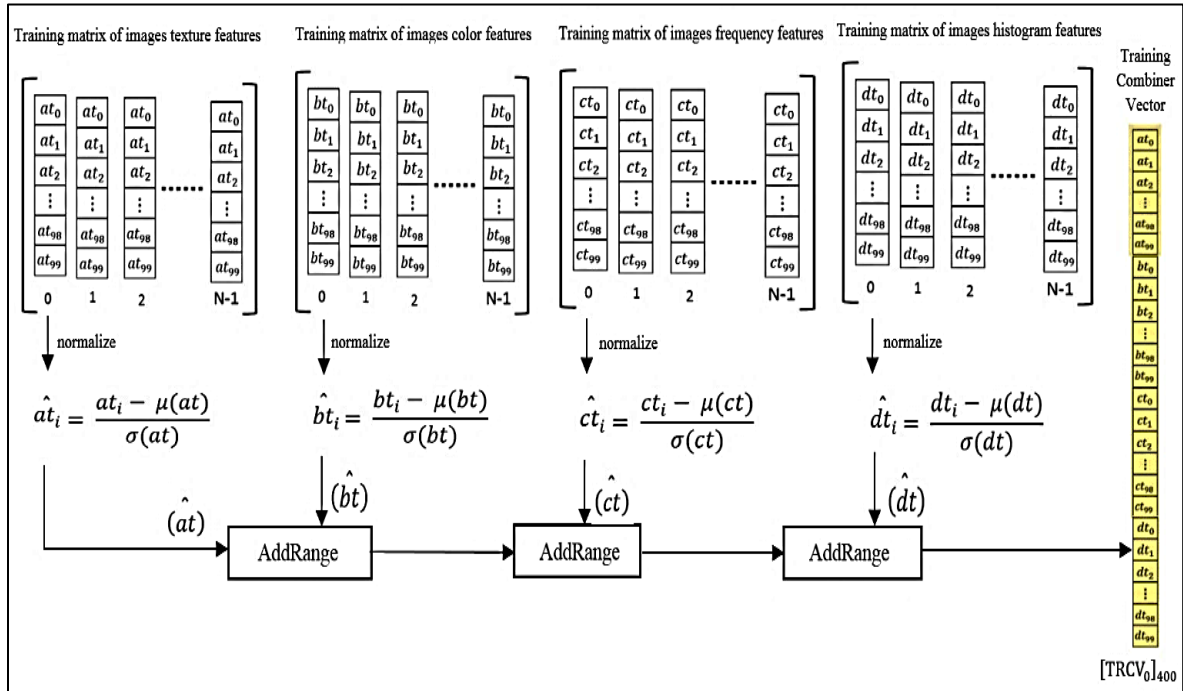 Training matrix of images texture features
Training matrix of images color features
Training matrix of images frequency features
Training matrix of images histogram features
Training
Combiner
Vector
at₀ at₀ at₀ at₀
at₁ at₁ at₁ at₁
at₂ at₂ at₂ ...... at₂
⋮ ⋮ ⋮ ⋮
at₉₈ at₉₈ at₉₈ at₉₈
at₉₉ at₉₉ at₉₉ at₉₉
0 1 2 N-1
bt₀ bt₀ bt₀ bt₀
bt₁ bt₁ bt₁ bt₁
bt₂ bt₂ bt₂ ...... bt₂
⋮ ⋮ ⋮ ⋮
bt₉₈ bt₉₈ bt₉₈ bt₉₈
bt₉₉ bt₉₉ bt₉₉ bt₉₉
0 1 2 N-1
ct₀ ct₀ ct₀ ct₀
ct₁ ct₁ ct₁ ct₁
ct₂ ct₂ ct₂ ...... ct₂
⋮ ⋮ ⋮ ⋮
ct₉₈ ct₉₈ ct₉₈ ct₉₈
ct₉₉ ct₉₉ ct₉₉ ct₉₉
0 1 2 N-1
dt₀ dt₀ dt₀ dt₀
dt₁ dt₁ dt₁ dt₁
dt₂ dt₂ dt₂ ...... dt₂
⋮ ⋮ ⋮ ⋮
dt₉₈ dt₉₈ dt₉₈ dt₉₈
dt₉₉ dt₉₉ dt₉₉ dt₉₉
0 1 2 N-1
normalize
normalize
normalize
normalize
ât_i = (at_i − μ(at)) / σ(at)
b̂t_i = (bt_i − μ(bt)) / σ(bt)
ĉt_i = (ct_i − μ(ct)) / σ(ct)
d̂t_i = (dt_i − μ(dt)) / σ(dt)
(ât)
(b̂t)
(ĉt)
(d̂t)
AddRange
AddRange
AddRange
at₀
at₁
at₂
⋮
at₉₈
at₉₉
bt₀
bt₁
bt₂
⋮
bt₉₈
bt₉₉
ct₀
ct₁
ct₂
⋮
ct₉₈
ct₉₉
dt₀
dt₁
dt₂
⋮
dt₉₈
dt₉₉
[TRCV₀]₄₀₀